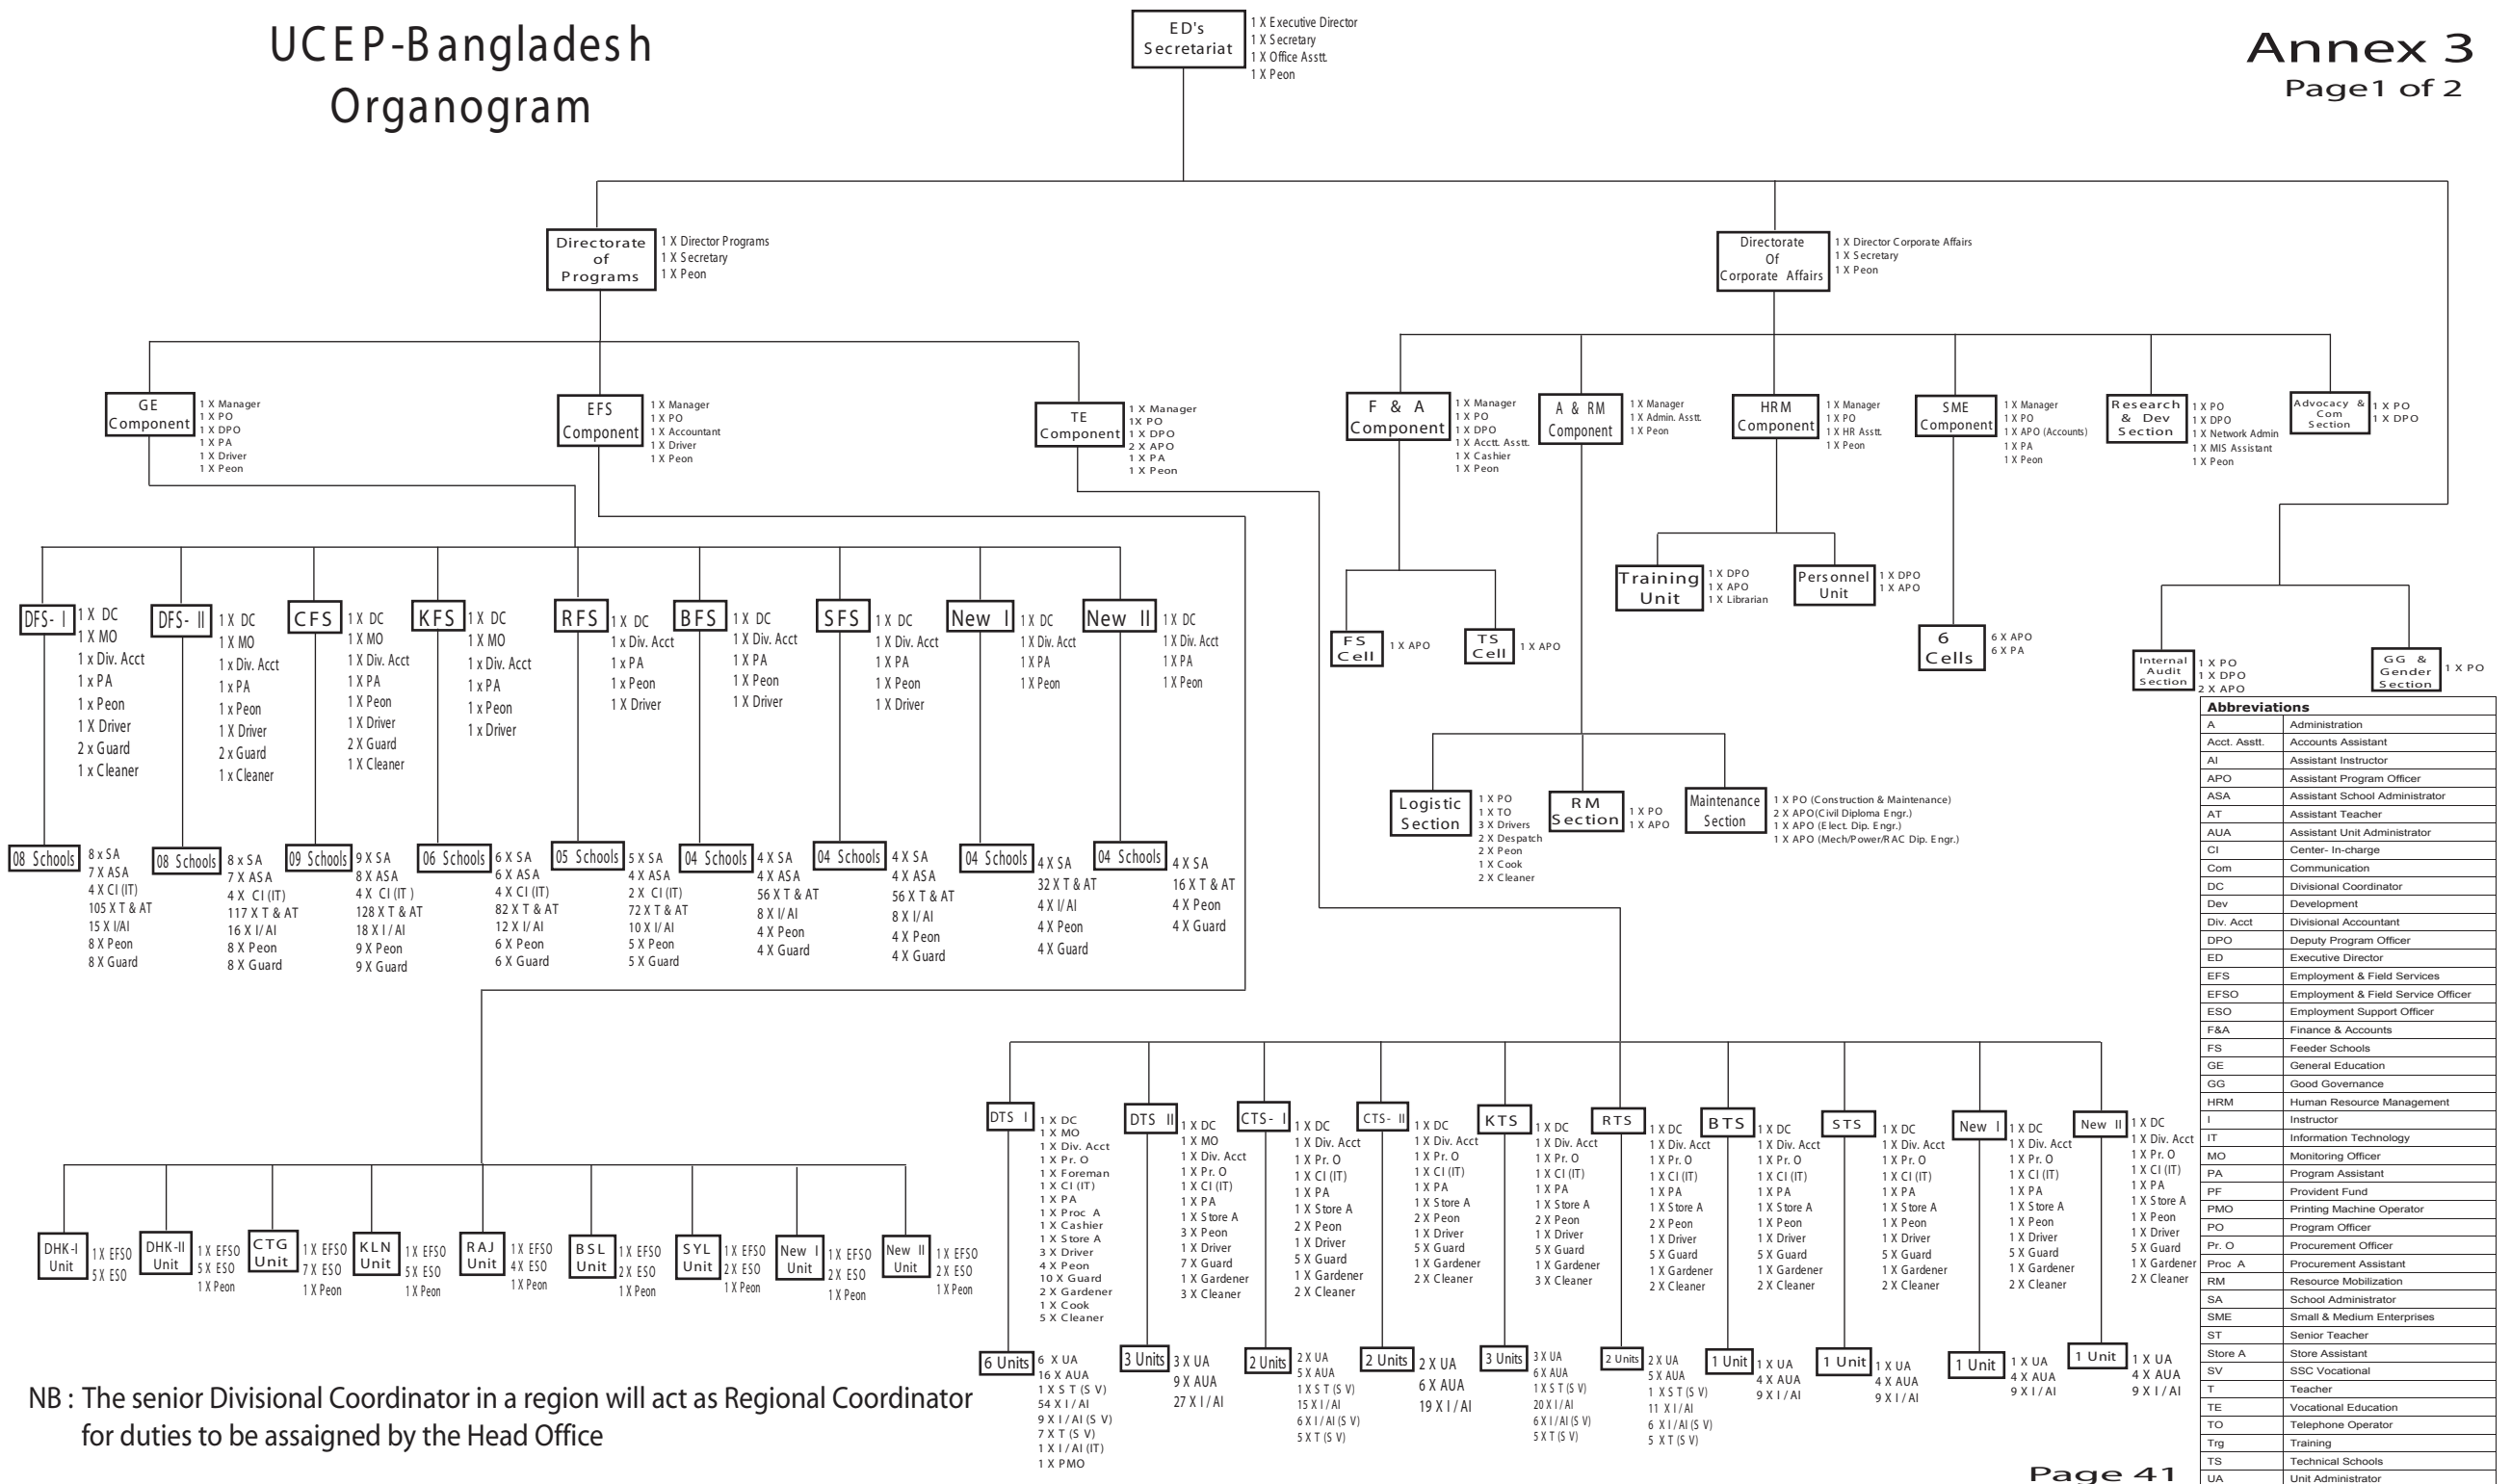 UCEP-Bangladesh
Organogram
Annex 3
Page1 of 2
ED's
Secretariat
1 X Executive Director
1 X Secretary
1 X Office Asstt.
1 X Peon
Directorate
of
Programs
1 X Director Programs
1 X Secretary
1 X Peon
Directorate
Of
Corporate Affairs
1 X Director Corporate Affairs
1 X Secretary
1 X Peon
GE
Component
1 X Manager
1 X PO
1 X DPO
1 X PA
1 X Driver
1 X Peon
EFS
Component
1 X Manager
1 X PO
1 X Accountant
1 X Driver
1 X Peon
TE
Component
1 X Manager
1X PO
1 X DPO
2 X APO
1 X PA
1 X Peon
F & A
Component
1 X Manager
1 X PO
1 X DPO
1 X Acctt. Asstt.
1 X Cashier
1 X Peon
A & RM
Component
1 X Manager
1 X Admin. Asstt.
1 X Peon
HRM
Component
1 X Manager
1 X PO
1 X HR Asstt.
1 X Peon
SME
Component
1 X Manager
1 X PO
1 X APO (Accounts)
1 X PA
1 X Peon
Research
& Dev
Section
1 X PO
1 X DPO
1 X Network Admin
1 X MIS Assistant
1 X Peon
Advocacy &
Com
Section
1 X PO
1 X DPO
Training
Unit
1 X DPO
1 X APO
1 X Librarian
Personnel
Unit
1 X DPO
1 X APO
FS
Cell
1 X APO
TS
Cell
1 X APO
6
Cells
6 X APO
6 X PA
Internal
Audit
Section
1 X PO
1 X DPO
2 X APO
GG &
Gender
Section
1 X PO
Logistic
Section
1 X PO
1 X TO
3 X Drivers
2 X Despatch
2 X Peon
1 X Cook
2 X Cleaner
RM
Section
1 X PO
1 X APO
Maintenance
Section
1 X PO (Construction & Maintenance)
2 X APO(Civil Diploma Engr.)
1 X APO (Elect. Dip. Engr.)
1 X APO (Mech/Power/RAC Dip. Engr.)
DFS- I
1 X DC
1 X MO
1 x Div. Acct
1 x PA
1 x Peon
1 X Driver
2 x Guard
1 x Cleaner
DFS- II
1 X DC
1 X MO
1 x Div. Acct
1 x PA
1 x Peon
1 X Driver
2 x Guard
1 x Cleaner
CFS
1 X DC
1 X MO
1 X Div. Acct
1 X PA
1 X Peon
1 X Driver
2 X Guard
1 X Cleaner
KFS
1 X DC
1 X MO
1 x Div. Acct
1 x PA
1 x Peon
1 x Driver
RFS
1 X DC
1 x Div. Acct
1 x PA
1 x Peon
1 X Driver
BFS
1 X DC
1 X Div. Acct
1 X PA
1 X Peon
1 X Driver
SFS
1 X DC
1 X Div. Acct
1 X PA
1 X Peon
1 X Driver
New I
1 X DC
1 X Div. Acct
1 X PA
1 X Peon
New II
1 X DC
1 X Div. Acct
1 X PA
1 X Peon
08 Schools
8 x SA
7 X ASA
4 X CI (IT)
105 X T & AT
15 X I/AI
8 X Peon
8 X Guard
08 Schools
8 x SA
7 X ASA
4 X CI (IT)
117 X T & AT
16 X I/ AI
8 X Peon
8 X Guard
09 Schools
9 X SA
8 X ASA
4 X CI (IT )
128 X T & AT
18 X I / AI
9 X Peon
9 X Guard
06 Schools
6 X SA
6 X ASA
4 X CI (IT)
82 X T & AT
12 X I/ AI
6 X Peon
6 X Guard
05 Schools
5 X SA
4 X ASA
2 X CI (IT)
72 X T & AT
10 X I/ AI
5 X Peon
5 X Guard
04 Schools
4 X SA
4 X ASA
56 X T & AT
8 X I/ AI
4 X Peon
4 X Guard
04 Schools
4 X SA
4 X ASA
56 X T & AT
8 X I/ AI
4 X Peon
4 X Guard
04 Schools
4 X SA
32 X T & AT
4 X I/ AI
4 X Peon
4 X Guard
04 Schools
4 X SA
16 X T & AT
4 X Peon
4 X Guard
DHK-I
Unit
1 X EFSO
5 X ESO
DHK-II
Unit
1 X EFSO
5 X ESO
1 X Peon
CTG
Unit
1 X EFSO
7 X ESO
1 X Peon
KLN
Unit
1 X EFSO
5 X ESO
1 X Peon
RAJ
Unit
1 X EFSO
4 X ESO
1 X Peon
BSL
Unit
1 X EFSO
2 X ESO
1 X Peon
SYL
Unit
1 X EFSO
2 X ESO
1 X Peon
New I
Unit
1 X EFSO
2 X ESO
1 X Peon
New II
Unit
1 X EFSO
2 X ESO
1 X Peon
DTS I
1 X DC
1 X MO
1 X Div. Acct
1 X Pr. O
1 X Foreman
1 X CI (IT)
1 X PA
1 X Proc A
1 X Cashier
1 X Store A
3 X Driver
4 X Peon
10 X Guard
2 X Gardener
1 X Cook
5 X Cleaner
DTS II
1 X DC
1 X MO
1 X Div. Acct
1 X Pr. O
1 X CI (IT)
1 X PA
1 X Store A
3 X Peon
1 X Driver
7 X Guard
1 X Gardener
3 X Cleaner
CTS- I
1 X DC
1 X Div. Acct
1 X Pr. O
1 X CI (IT)
1 X PA
1 X Store A
2 X Peon
1 X Driver
5 X Guard
1 X Gardener
2 X Cleaner
CTS- II
1 X DC
1 X Div. Acct
1 X Pr. O
1 X CI (IT)
1 X PA
1 X Store A
2 X Peon
1 X Driver
5 X Guard
1 X Gardener
2 X Cleaner
KTS
1 X DC
1 X Div. Acct
1 X Pr. O
1 X CI (IT)
1 X PA
1 X Store A
2 X Peon
1 X Driver
5 X Guard
1 X Gardener
3 X Cleaner
RTS
1 X DC
1 X Div. Acct
1 X Pr. O
1 X CI (IT)
1 X PA
1 X Store A
2 X Peon
1 X Driver
5 X Guard
1 X Gardener
2 X Cleaner
BTS
1 X DC
1 X Div. Acct
1 X Pr. O
1 X CI (IT)
1 X PA
1 X Store A
1 X Peon
1 X Driver
5 X Guard
1 X Gardener
2 X Cleaner
STS
1 X DC
1 X Div. Acct
1 X Pr. O
1 X CI (IT)
1 X PA
1 X Store A
1 X Peon
1 X Driver
5 X Guard
1 X Gardener
2 X Cleaner
New I
1 X DC
1 X Div. Acct
1 X Pr. O
1 X CI (IT)
1 X PA
1 X Store A
1 X Peon
1 X Driver
5 X Guard
1 X Gardener
2 X Cleaner
New II
1 X DC
1 X Div. Acct
1 X Pr. O
1 X CI (IT)
1 X PA
1 X Store A
1 X Peon
1 X Driver
5 X Guard
1 X Gardener
2 X Cleaner
6 Units
6 X UA
16 X AUA
1 X S T (S V)
54 X I / AI
9 X I / AI (S V)
7 X T (S V)
1 X I / AI (IT)
1 X PMO
3 Units
3 X UA
9 X AUA
27 X I / AI
2 Units
2 X UA
5 X AUA
1 X S T (S V)
15 X I / AI
6 X I / AI (S V)
5 X T (S V)
2 Units
2 X UA
6 X AUA
19 X I / AI
3 Units
3 X UA
6 X AUA
1 X S T (S V)
20 X I / AI
6 X I / AI (S V)
5 X T (S V)
2 Units
2 X UA
5 X AUA
1 X S T (S V)
11 X I / AI
6 X I / AI (S V)
5 X T (S V)
1 Unit
1 X UA
4 X AUA
9 X I / AI
1 Unit
1 X UA
4 X AUA
9 X I / AI
1 Unit
1 X UA
4 X AUA
9 X I / AI
1 Unit
1 X UA
4 X AUA
9 X I / AI
Abbreviations
A Administration
Acct. Asstt. Accounts Assistant
AI Assistant Instructor
APO Assistant Program Officer
ASA Assistant School Administrator
AT Assistant Teacher
AUA Assistant Unit Administrator
CI Center- In-charge
Com Communication
DC Divisional Coordinator
Dev Development
Div. Acct Divisional Accountant
DPO Deputy Program Officer
ED Executive Director
EFS Employment & Field Services
EFSO Employment & Field Service Officer
ESO Employment Support Officer
F&A Finance & Accounts
FS Feeder Schools
GE General Education
GG Good Governance
HRM Human Resource Management
I Instructor
IT Information Technology
MO Monitoring Officer
PA Program Assistant
PF Provident Fund
PMO Printing Machine Operator
PO Program Officer
Pr. O Procurement Officer
Proc A Procurement Assistant
RM Resource Mobilization
SA School Administrator
SME Small & Medium Enterprises
ST Senior Teacher
Store A Store Assistant
SV SSC Vocational
T Teacher
TE Vocational Education
TO Telephone Operator
Trg Training
TS Technical Schools
UA Unit Administrator
NB : The senior Divisional Coordinator in a region will act as Regional Coordinator
for duties to be assaigned by the Head Office
Page 41